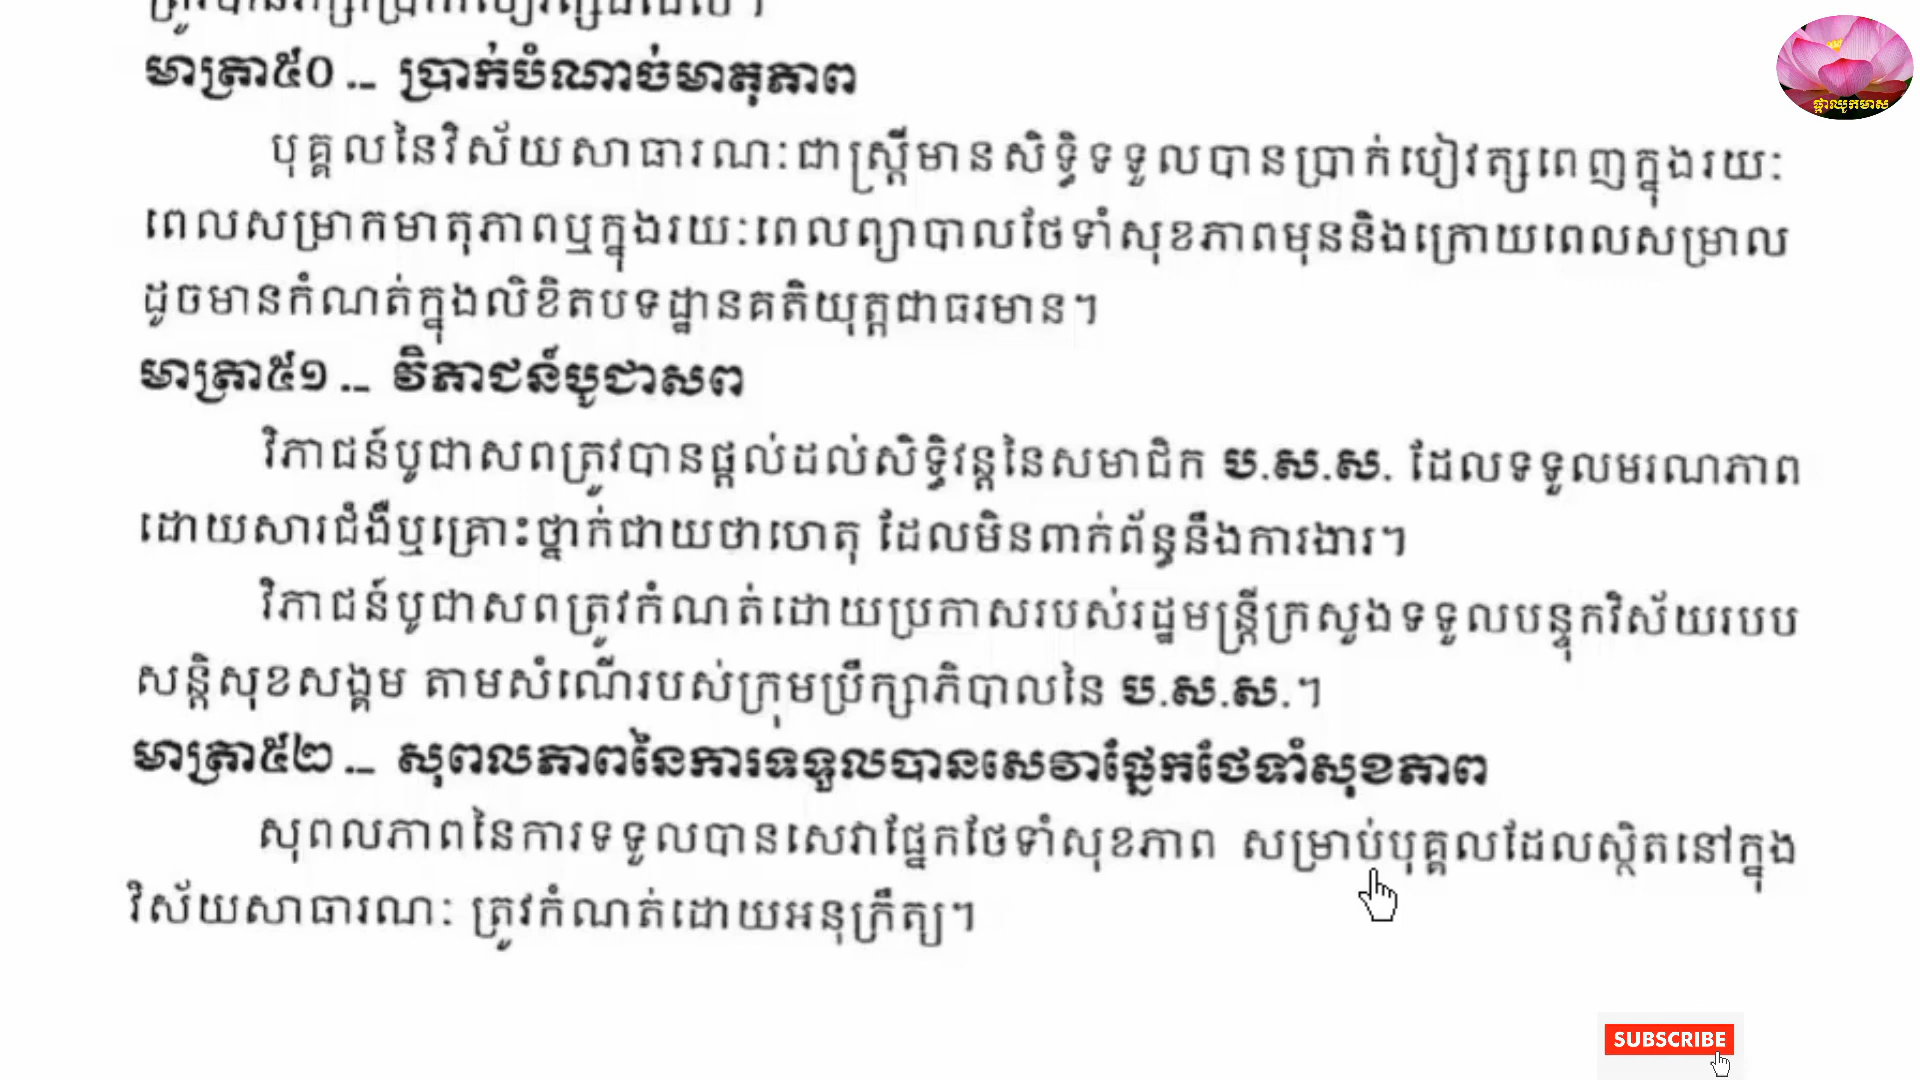 មាត្រា៥០ ._ ប្រាក់បំណាច់មាតុភាព
ផ្កាឈូកមាស
បុគ្គលនៃវិស័យសាធារណៈជាស្ត្រីមានសិទ្ធិទទួលបានប្រាក់បៀវត្សពេញក្នុងរយៈ
ពេលសម្រាកមាតុភាពឬក្នុងរយៈពេលព្យាបាលថែទាំសុខភាពមុននិងក្រោយពេលសម្រាល
ដូចមានកំណត់ក្នុងលិខិតបទដ្ឋានគតិយុត្តជាធរមាន។
មាត្រា៥១ ._ វិភាជន៍បូជាសព
វិភាជន៍បូជាសពត្រូវបានផ្តល់ដល់សិទ្ធិវន្តនៃសមាជិក ប.ស.ស. ដែលទទួលមរណភាព
ដោយសារជំងឺឬគ្រោះថ្នាក់ជាយថាហេតុ ដែលមិនពាក់ព័ន្ធនឹងការងារ។
វិភាជន៍បូជាសពត្រូវកំណត់ដោយប្រកាសរបស់រដ្ឋមន្ត្រីក្រសួងទទួលបន្ទុកវិស័យរបប
សន្តិសុខសង្គម តាមសំណើរបស់ក្រុមប្រឹក្សាភិបាលនៃ ប.ស.ស.។
មាត្រា៥២ ._ សុពលភាពនៃការទទួលបានសេវាផ្នែកថែទាំសុខភាព
សុពលភាពនៃការទទួលបានសេវាផ្នែកថែទាំសុខភាព សម្រាប់បុគ្គលដែលស្ថិតនៅក្នុង
វិស័យសាធារណៈ ត្រូវកំណត់ដោយអនុក្រឹត្យ។
SUBSCRIBE